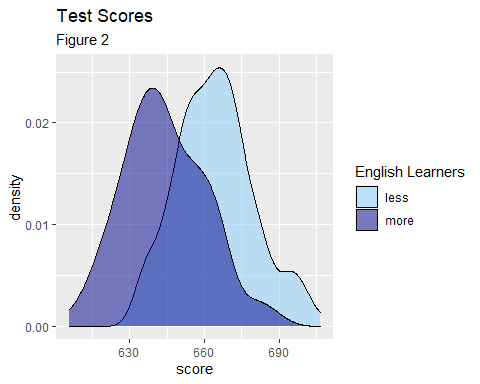 Test Scores
Figure 2
density
0.02
0.01
0.00
630 660 690
score
English Learners
less
more